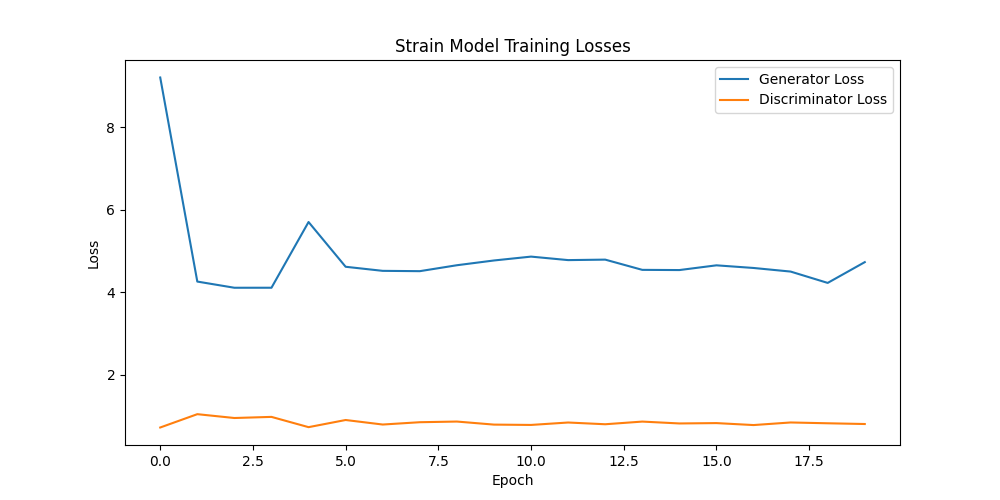 Strain Model Training Losses
Generator Loss
Discriminator Loss
8
6
4
2
Loss
0.0 2.5 5.0 7.5 10.0 12.5 15.0 17.5
Epoch